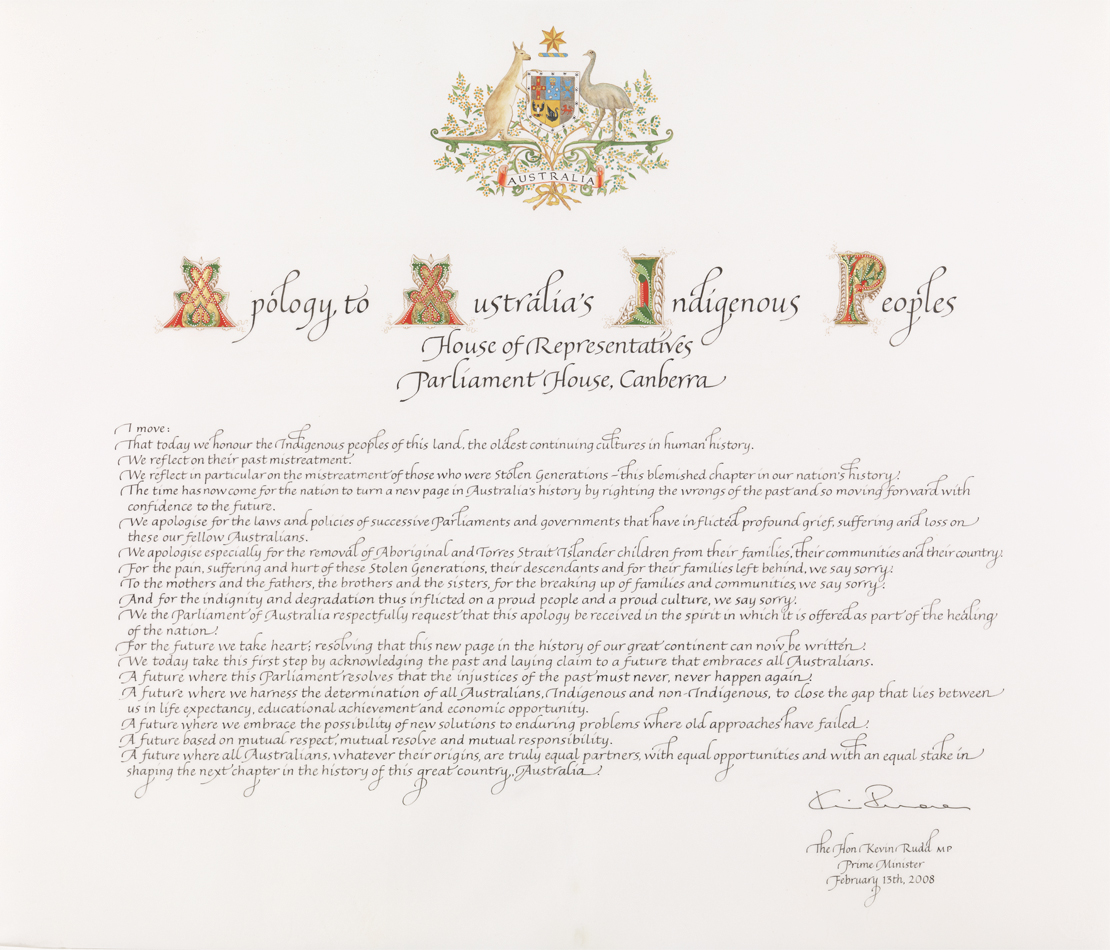 AUSTRALIA
Apology to Australia's Indigenous Peoples
House of Representatives
Parliament House, Canberra
I move:
That today we honour the Indigenous peoples of this land, the oldest continuing cultures in human history.
We reflect on their past mistreatment.
We reflect in particular on the mistreatment of those who were Stolen Generations – this blemished chapter in our nation's history.
The time has now come for the nation to turn a new page in Australia's history by righting the wrongs of the past and so moving forward with
confidence to the future.
We apologise for the laws and policies of successive Parliaments and governments that have inflicted profound grief, suffering and loss on
these our fellow Australians.
We apologise especially for the removal of Aboriginal and Torres Strait Islander children from their families, their communities and their country.
For the pain, suffering and hurt of these Stolen Generations, their descendants and for their families left behind, we say sorry.
To the mothers and the fathers, the brothers and the sisters, for the breaking up of families and communities, we say sorry.
And for the indignity and degradation thus inflicted on a proud people and a proud culture, we say sorry.
We the Parliament of Australia respectfully request that this apology be received in the spirit in which it is offered as part of the healing
of the nation.
For the future we take heart; resolving that this new page in the history of our great continent can now be written.
We today take this first step by acknowledging the past and laying claim to a future that embraces all Australians.
A future where this Parliament resolves that the injustices of the past must never, never happen again.
A future where we harness the determination of all Australians, Indigenous and non-Indigenous, to close the gap that lies between
us in life expectancy, educational achievement and economic opportunity.
A future where we embrace the possibility of new solutions to enduring problems where old approaches have failed.
A future based on mutual respect, mutual resolve and mutual responsibility.
A future where all Australians, whatever their origins, are truly equal partners, with equal opportunities and with an equal stake in
shaping the next chapter in the history of this great country, Australia.
The Hon Kevin Rudd MP
Prime Minister
February 13th, 2008